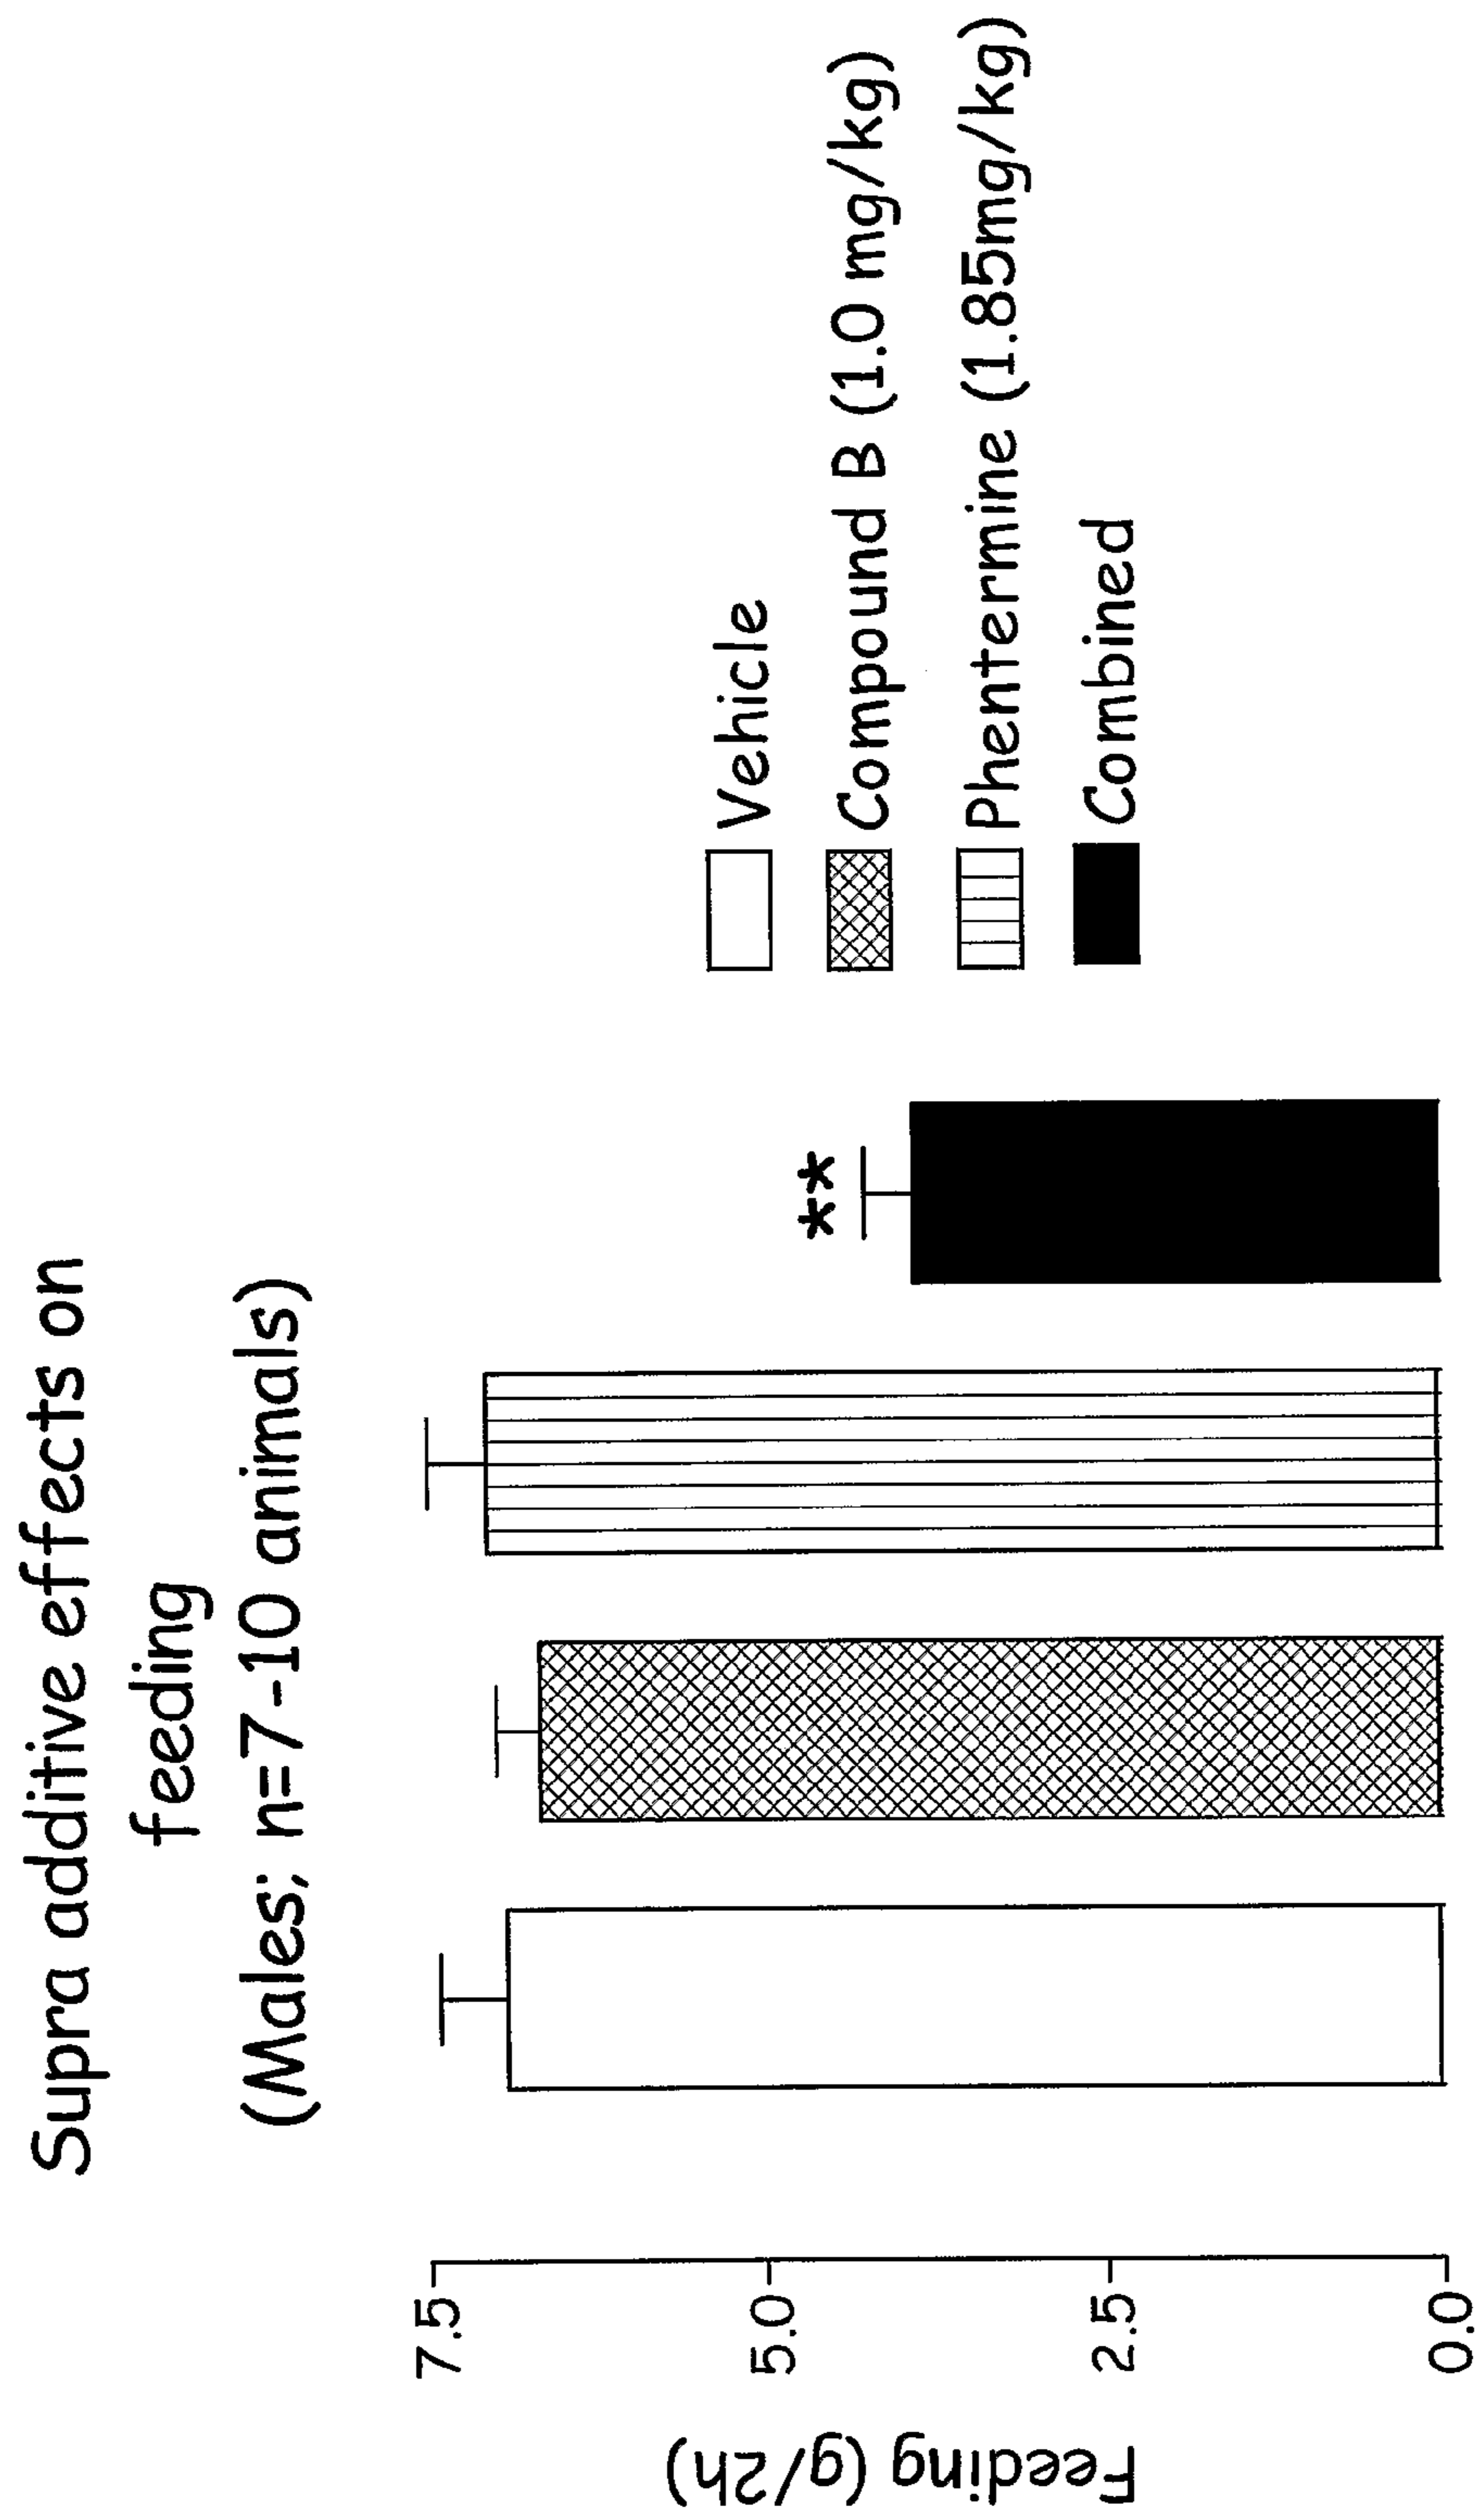 Supra additive effects on
feeding
(Males; n=7-10 animals)
Feeding (g/2h)
7.5
5.0
2.5
0.0
**
Vehicle
Compound B (1.0 mg/kg)
Phentermine (1.85mg/kg)
Combined